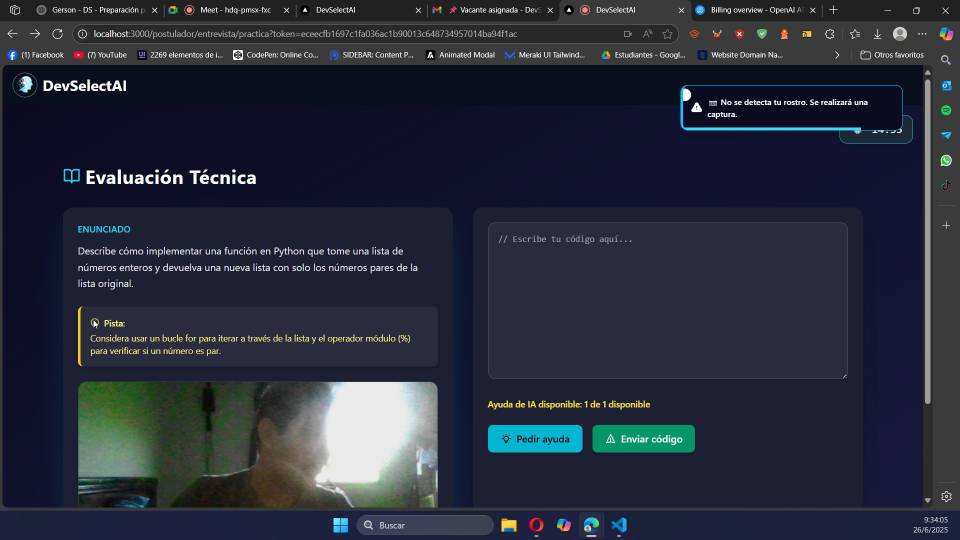 Gerson - DS - Preparación p
Meet - hdq-pmsx-fxc
DevSelectAI
Vacante asignada - DevS
DevSelectAI
Billing overview - OpenAI A
localhost:3000/postulador/entrevista/practica?token=eceecfb1697c1fa036ac1b90013c648734957014ba94f1ac
(1) Facebook
(7) YouTube
2269 elementos de i...
CodePen: Online Co...
SIDEBAR: Content P...
Animated Modal
Meraki UI Tailwind...
Estudiantes - Googl...
Website Domain Na...
Otros favoritos
DevSelectAI
No se detecta tu rostro. Se realizará una
captura.
Evaluación Técnica
ENUNCIADO
Describe cómo implementar una función en Python que tome una lista de
números enteros y devuelva una nueva lista con solo los números pares de la
lista original.
Pista:
Considera usar un bucle for para iterar a través de la lista y el operador módulo (%)
para verificar si un número es par.
// Escribe tu código aquí...
Ayuda de IA disponible: 1 de 1 disponible
Pedir ayuda
Enviar código
Buscar
9:34:05
26/6/2025